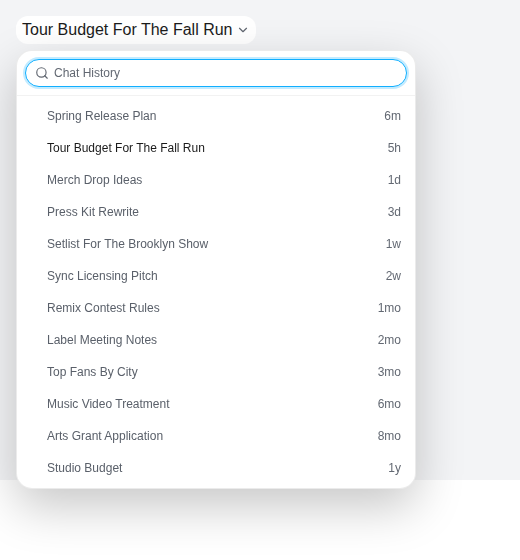 Tour Budget For The Fall Run
Chat History
Spring Release Plan 6m
Tour Budget For The Fall Run 5h
Merch Drop Ideas 1d
Press Kit Rewrite 3d
Setlist For The Brooklyn Show 1w
Sync Licensing Pitch 2w
Remix Contest Rules 1mo
Label Meeting Notes 2mo
Top Fans By City 3mo
Music Video Treatment 6mo
Arts Grant Application 8mo
Studio Budget 1y